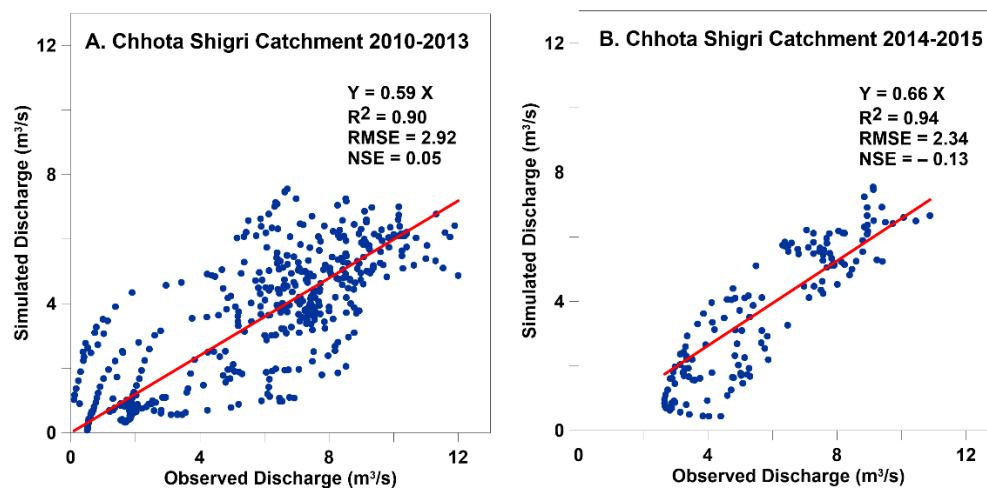 A. Chhota Shigri Catchment 2010-2013
Y = 0.59 X
R² = 0.90
RMSE = 2.92
NSE = 0.05
Simulated Discharge (m³/s)
12
8
4
0
0
4
8
12
Observed Discharge (m³/s)
B. Chhota Shigri Catchment 2014-2015
Y = 0.66 X
R² = 0.94
RMSE = 2.34
NSE = – 0.13
Simulated Discharge (m³/s)
12
8
4
0
4
8
12
Observed Discharge (m³/s)